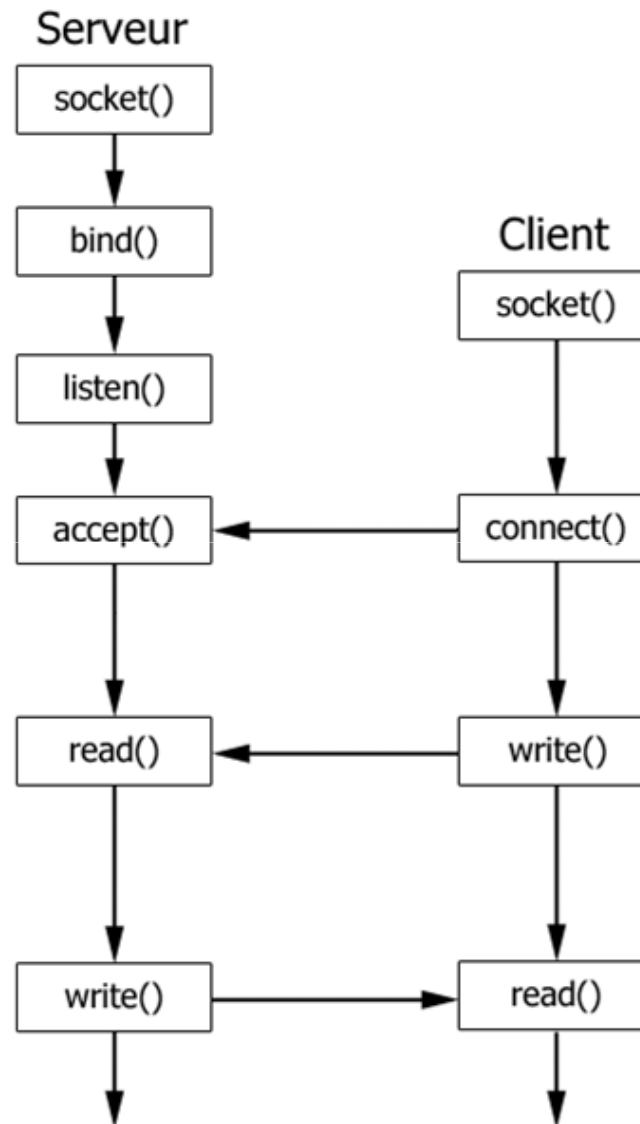 Serveur
socket()
bind()
Client
socket()
listen()
accept()
connect()
read()
write()
write()
read()